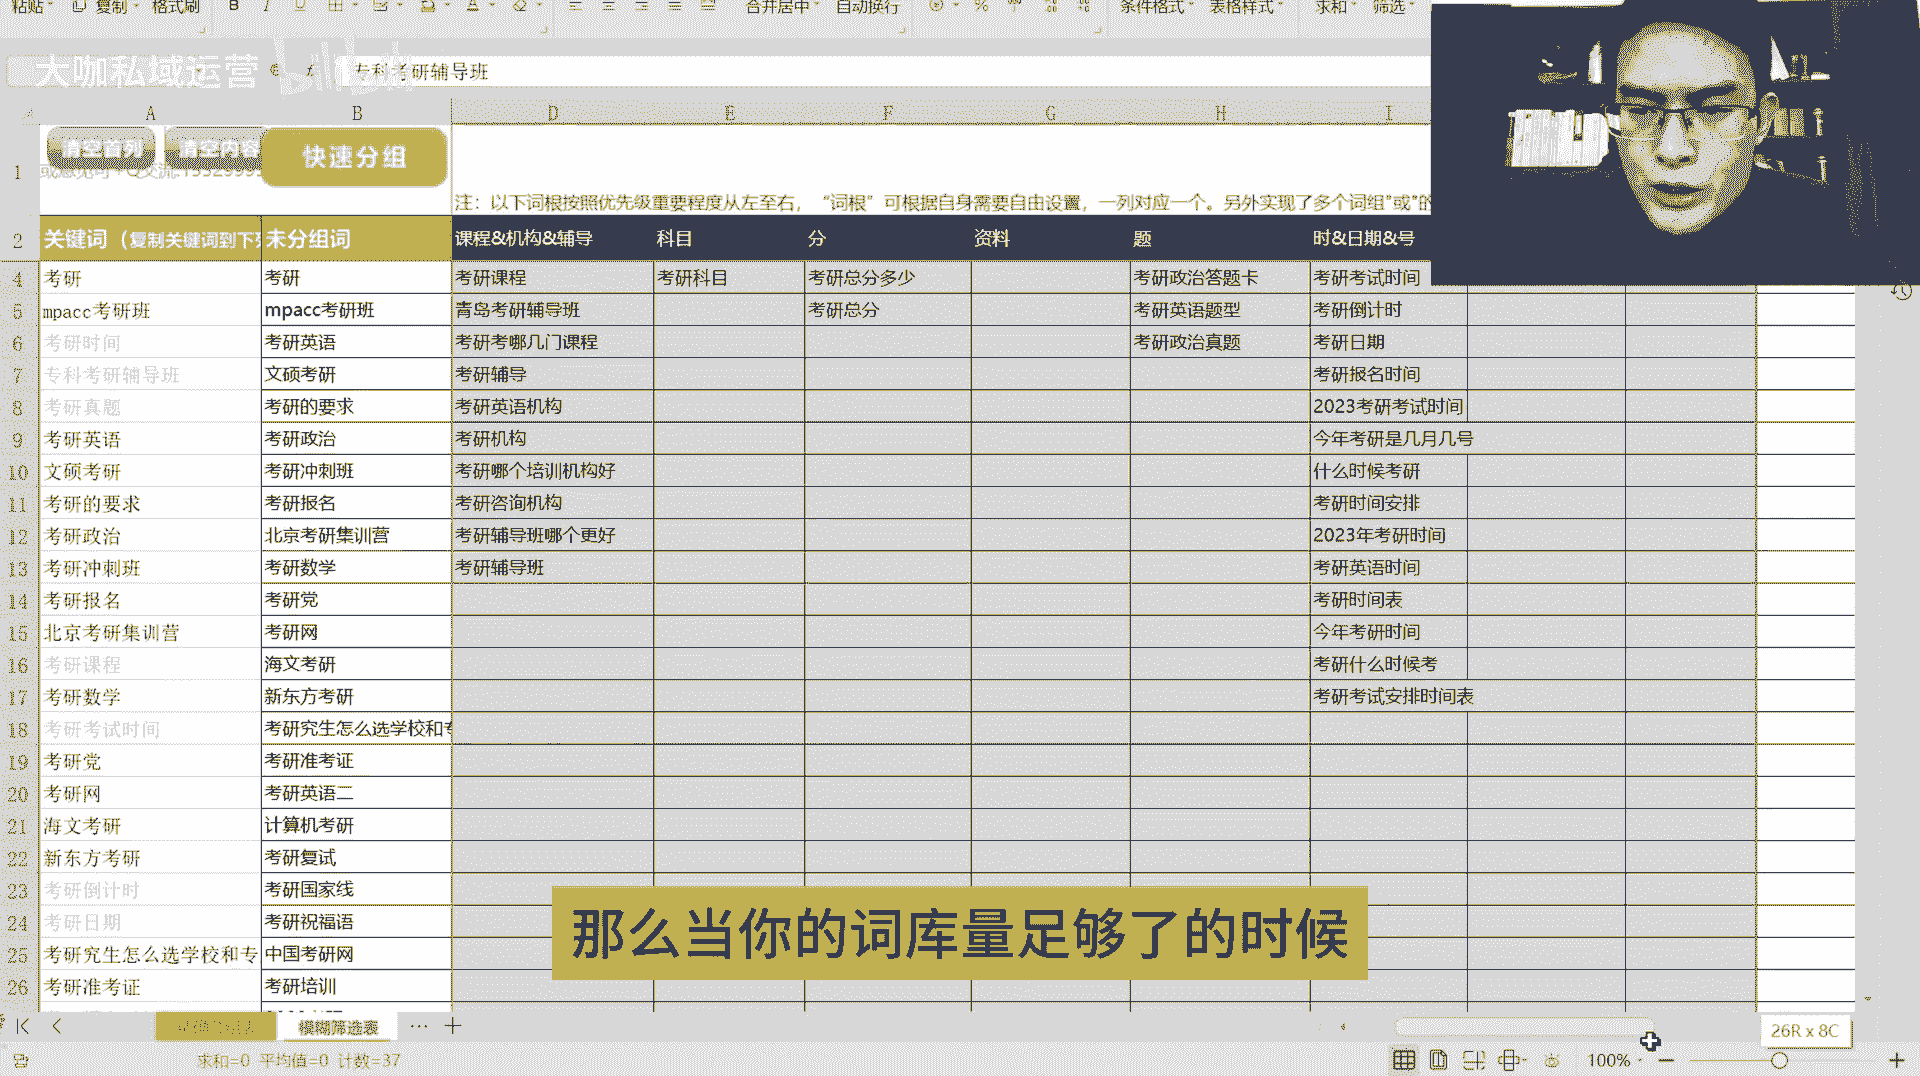 粘贴 复制 格式刷 B I U A 合并居中 自动换行 % 条件格式 表格样式 求和 筛选
大咖私域运营
专科考研辅导班
A B D E F G H I
清空首列 清空内容 快速分组
1
注：以下词根按照优先级重要程度从左至右，“词根”可根据自身需要自由设置，一列对应一个。另外实现了多个词组"或"的
2 关键词（复制关键词到下列 未分组词 课程&机构&辅导 科目 分 资料 题 时&日期&号
4 考研 考研 考研课程 考研科目 考研总分多少 考研政治答题卡 考研考试时间
5 mpacc考研班 mpacc考研班 青岛考研辅导班 考研总分 考研英语题型 考研倒计时
6 考研时间 考研英语 考研考哪几门课程 考研政治真题 考研日期
7 专科考研辅导班 文硕考研 考研辅导 考研报名时间
8 考研真题 考研的要求 考研英语机构 2023考研考试时间
9 考研英语 考研政治 考研机构 今年考研是几月几号
10 文硕考研 考研冲刺班 考研哪个培训机构好 什么时候考研
11 考研的要求 考研报名 考研咨询机构 考研时间安排
12 考研政治 北京考研集训营 考研辅导班哪个更好 2023年考研时间
13 考研冲刺班 考研数学 考研辅导班 考研英语时间
14 考研报名 考研党 考研时间表
15 北京考研集训营 考研网 今年考研时间
16 考研课程 海文考研 考研什么时候考
17 考研数学 新东方考研 考研考试安排时间表
18 考研考试时间 考研究生怎么选学校和专
19 考研党 考研准考证
20 考研网 考研英语二
21 海文考研 计算机考研
22 新东方考研 考研复试
23 考研倒计时 考研国家线
24 考研日期 考研祝福语
25 考研究生怎么选学校和专 中国考研网
26 考研准考证 考研培训
那么当你的词库量足够了的时候
模糊筛选表 ··· +
26R x 8C
求和=0 平均值=0 计数=37 100%